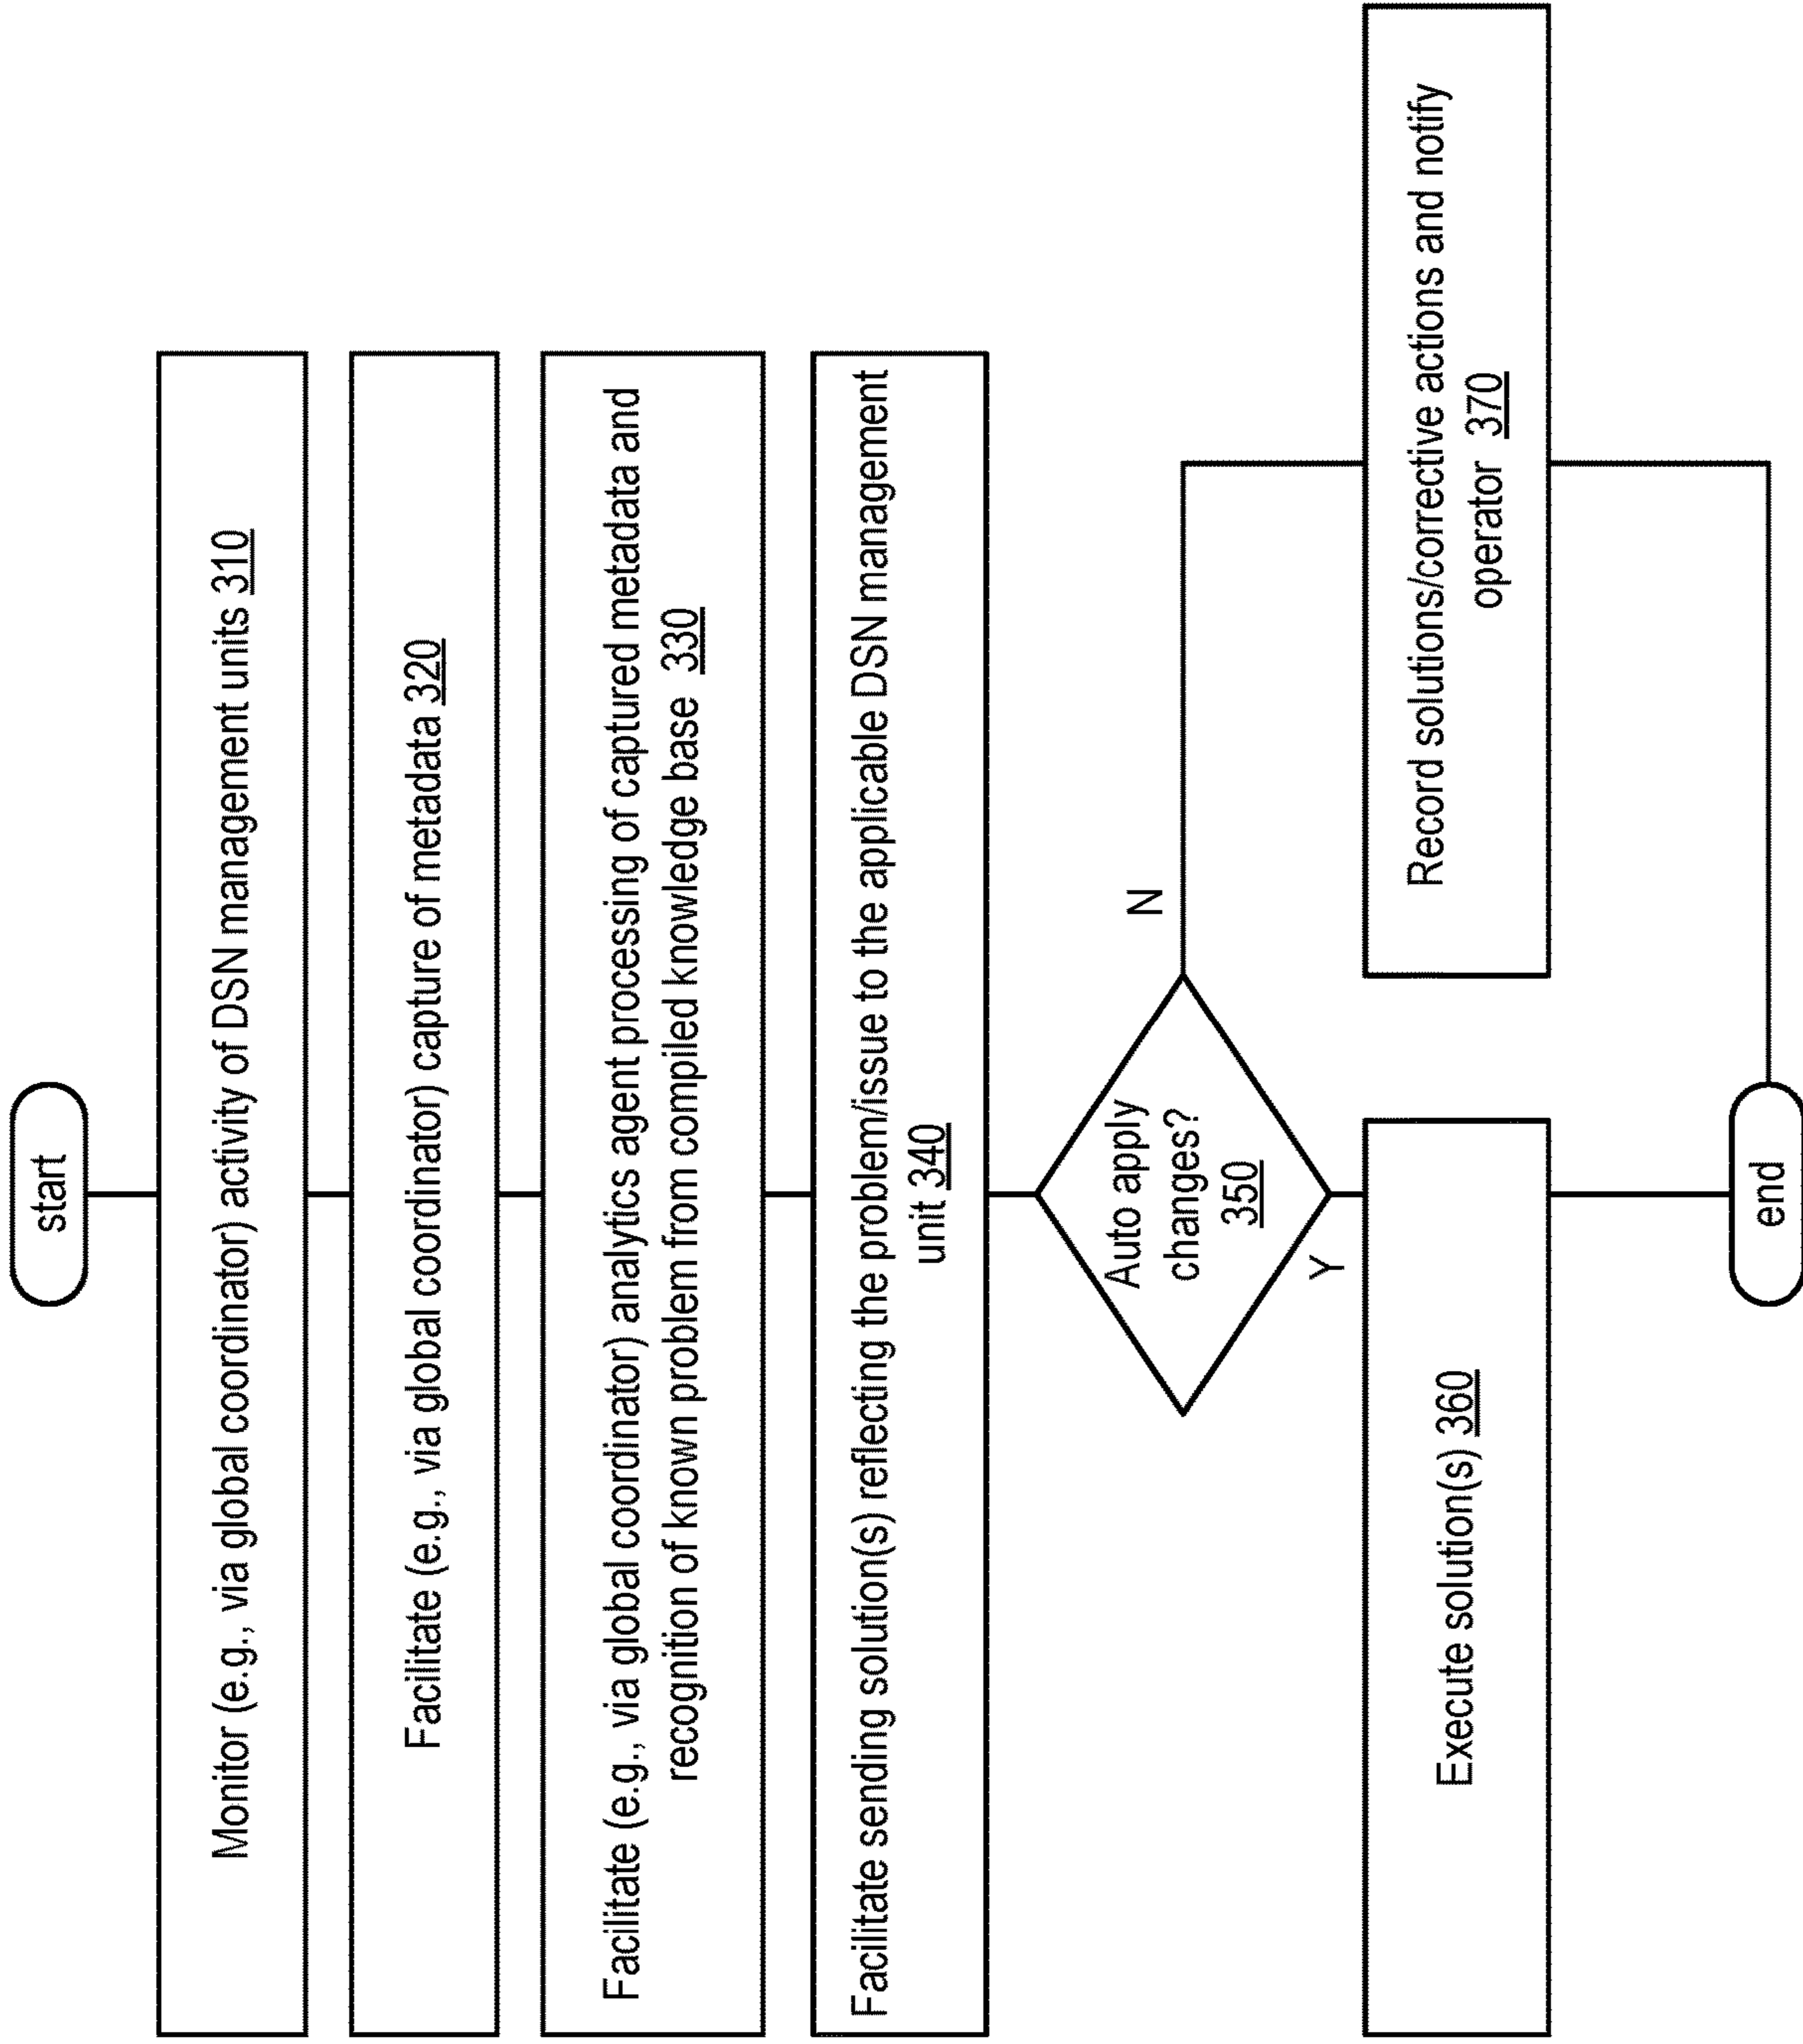 start
Monitor (e.g., via global coordinator) activity of DSN management units 310
Facilitate (e.g., via global coordinator) capture of metadata 320
Facilitate (e.g., via global coordinator) analytics agent processing of captured metadata and
recognition of known problem from compiled knowledge base 330
Facilitate sending solution(s) reflecting the problem/issue to the applicable DSN management
unit 340
Auto apply
changes?
350
N
Y
Execute solution(s) 360
Record solutions/corrective actions and notify
operator 370
end